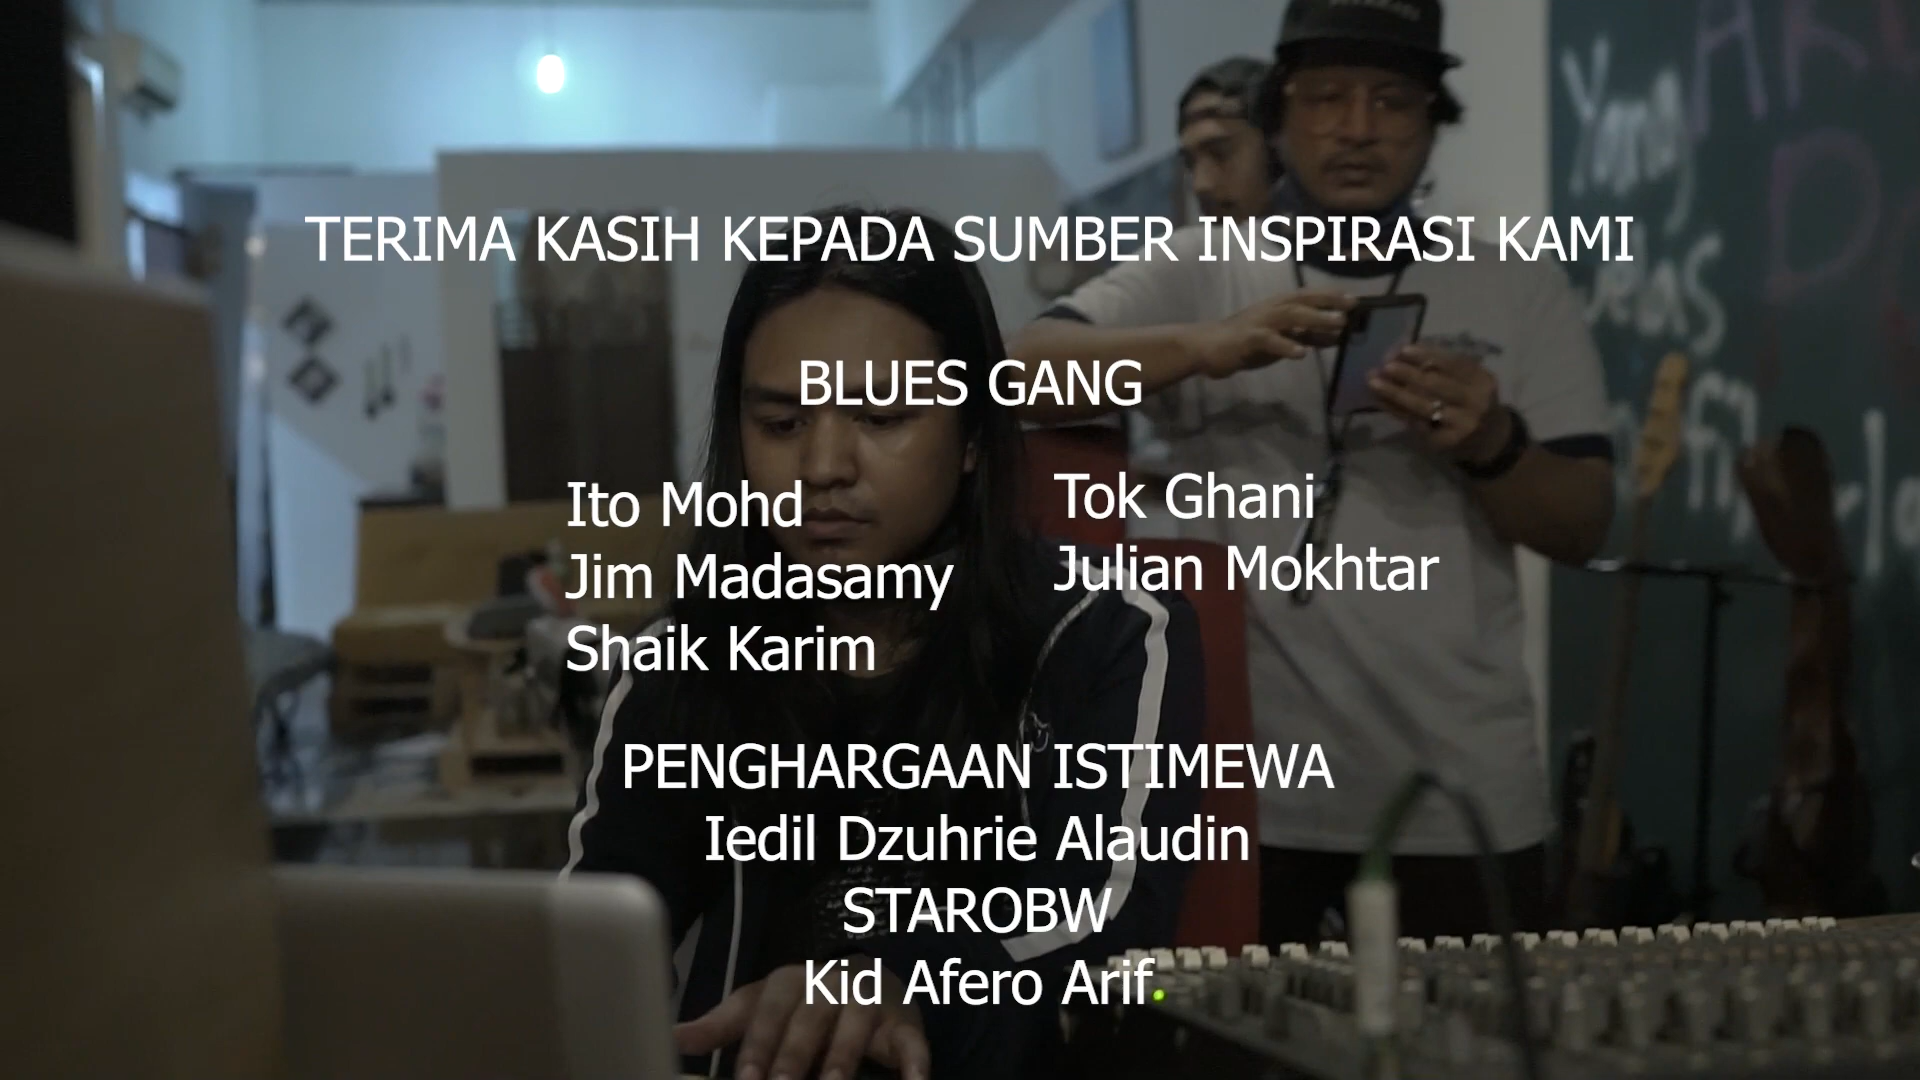 TERIMA KASIH KEPADA SUMBER INSPIRASI KAMI
BLUES GANG
Ito Mohd
Jim Madasamy
Shaik Karim
Tok Ghani
Julian Mokhtar
PENGHARGAAN ISTIMEWA
Iedil Dzuhrie Alaudin
STAROBW
Kid Afero Arif
Yang